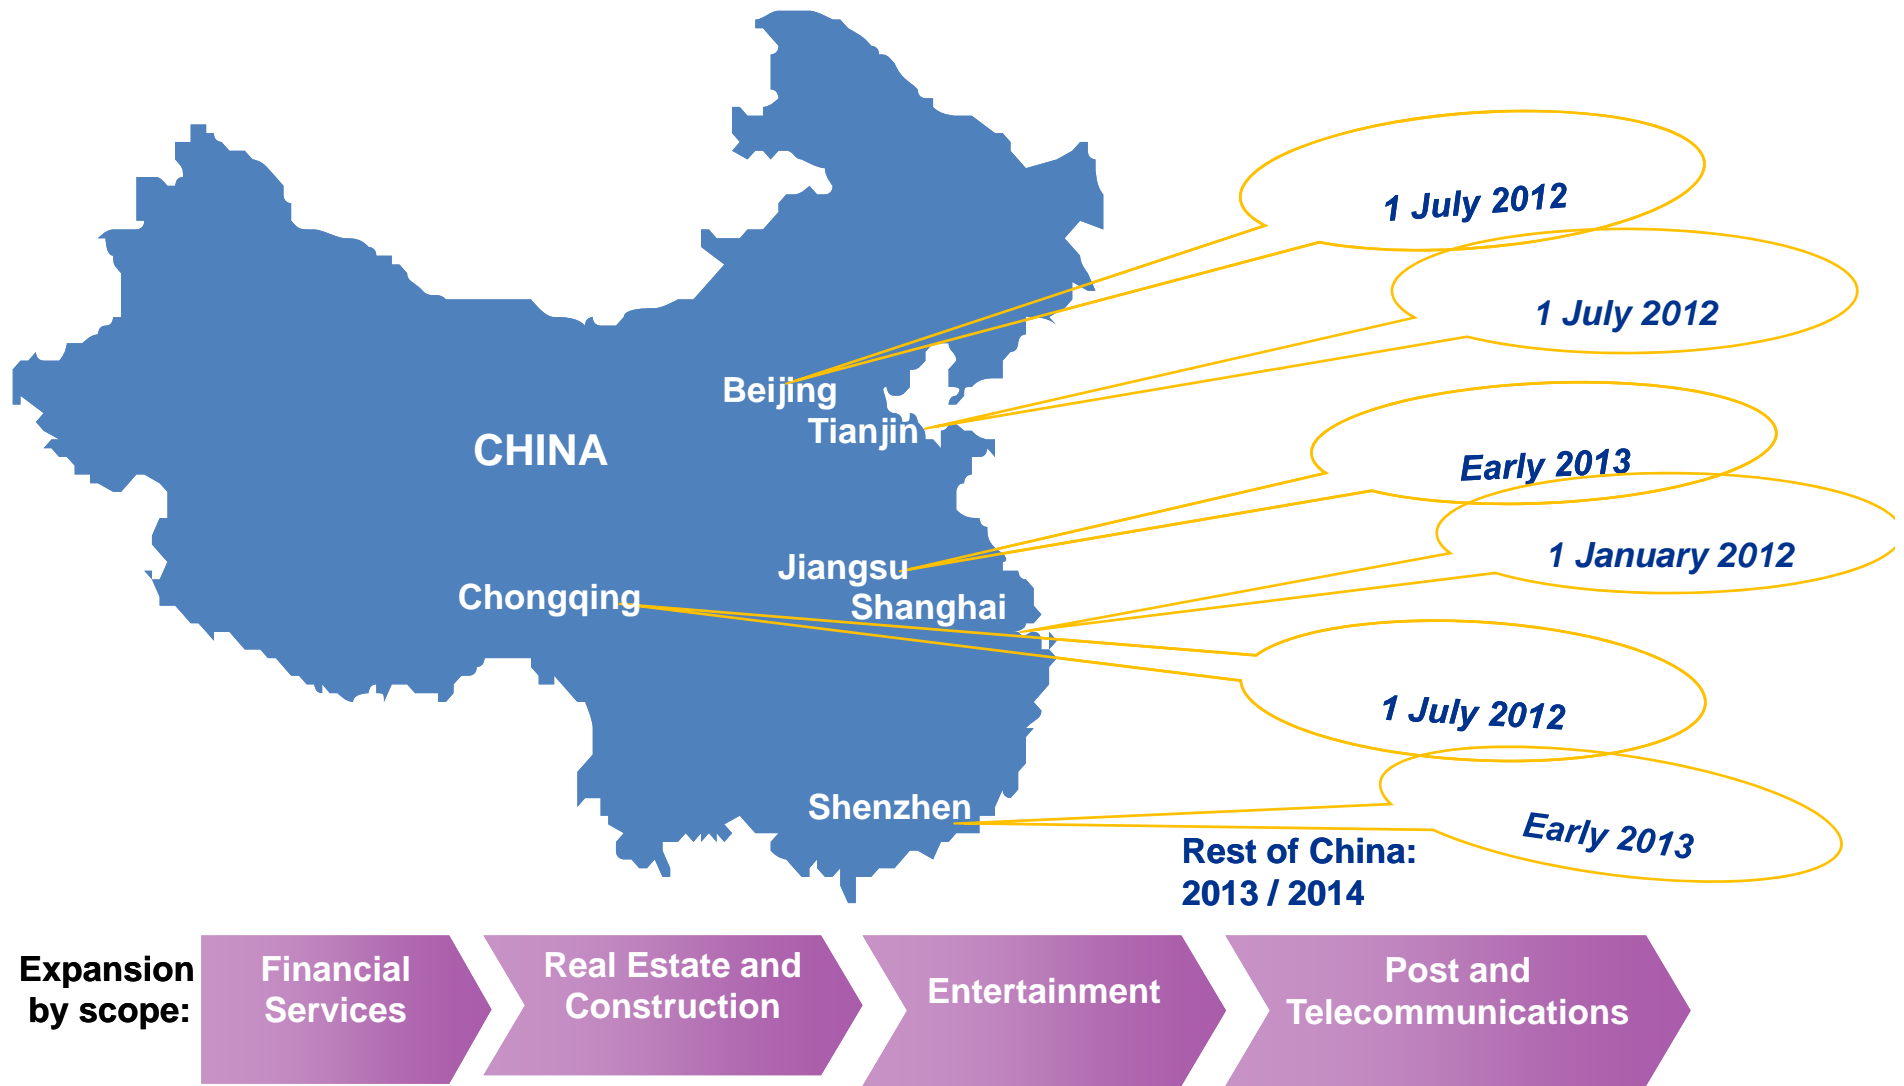 1 July 2012
1 July 2012
Beijing
Tianjin
CHINA
Early 2013
1 January 2012
Jiangsu
Chongqing
Shanghai
1 July 2012
Shenzhen
Early 2013
Rest of China:
2013 / 2014
Expansion
by scope:
Financial
Services
Real Estate and
Construction
Entertainment
Post and
Telecommunications